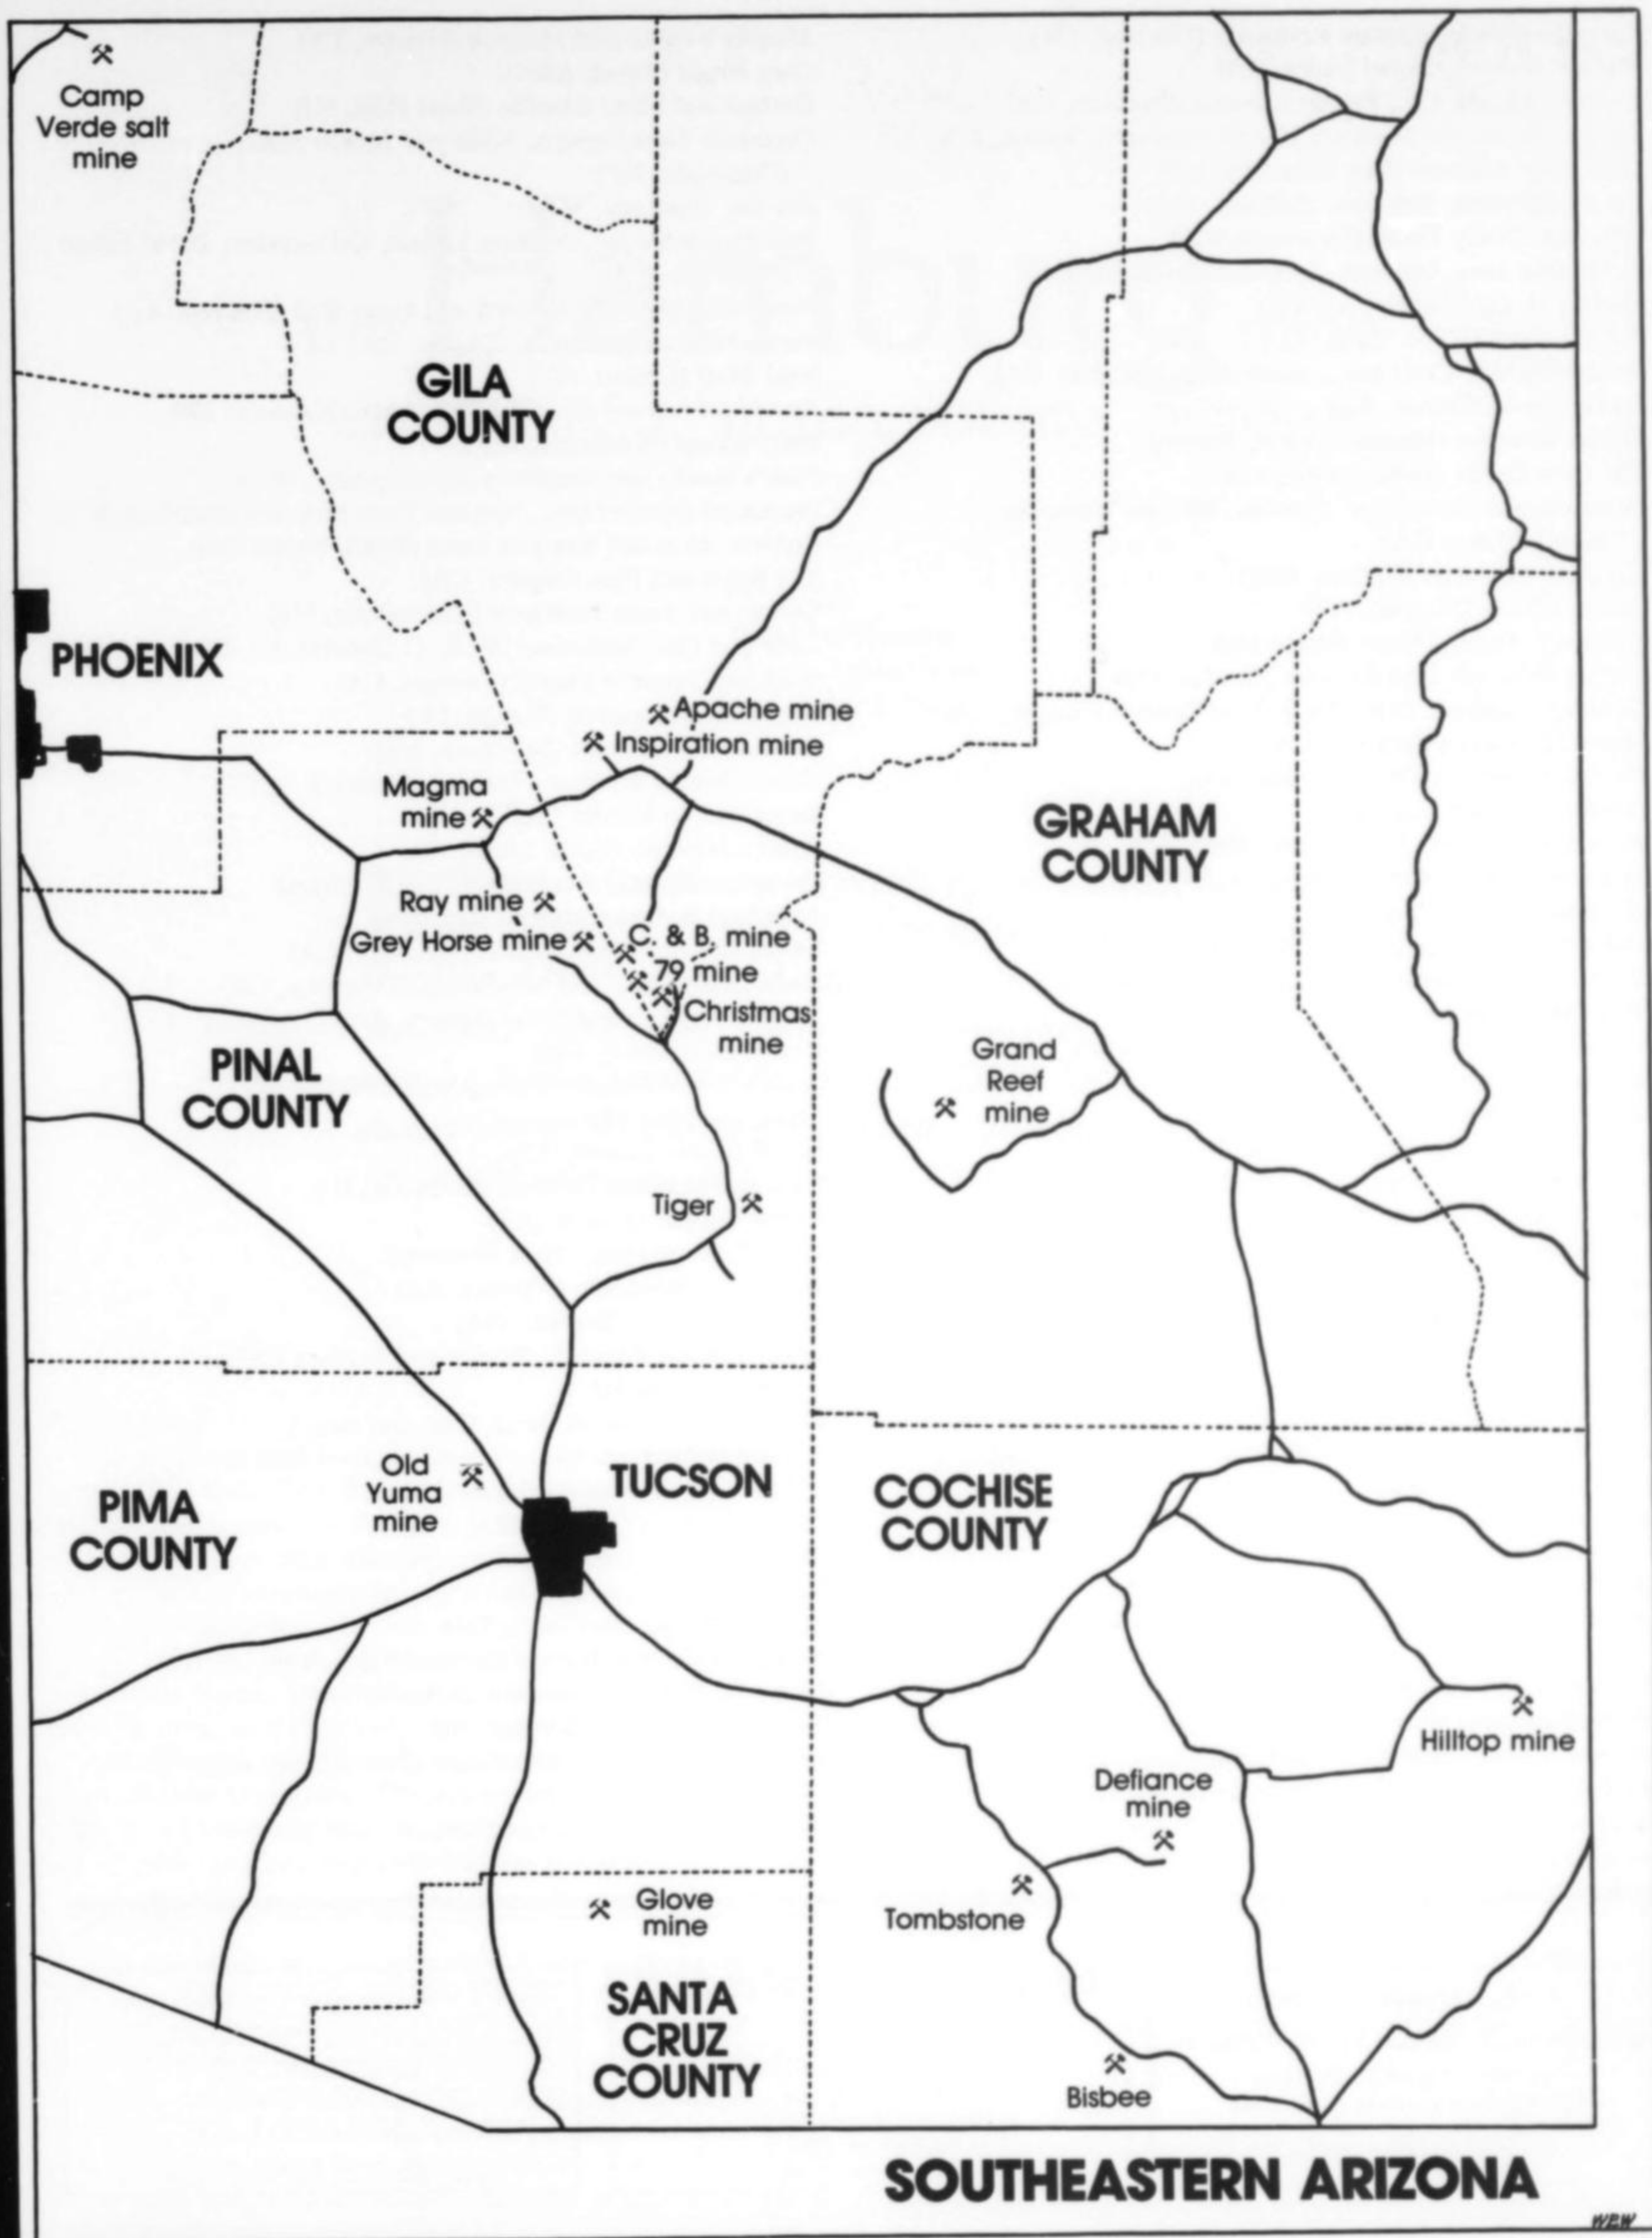 Camp
Verde salt
mine
GILA
COUNTY
PHOENIX
Apache mine
Inspiration mine
Magma
mine
GRAHAM
COUNTY
Ray mine
Grey Horse mine
C. & B. mine
79 mine
Christmas
mine
PINAL
COUNTY
Grand
Reef
mine
Tiger
Old
Yuma
mine
TUCSON
PIMA
COUNTY
COCHISE
COUNTY
Hilltop mine
Defiance
mine
Glove
mine
Tombstone
SANTA
CRUZ
COUNTY
Bisbee
SOUTHEASTERN ARIZONA
WEW